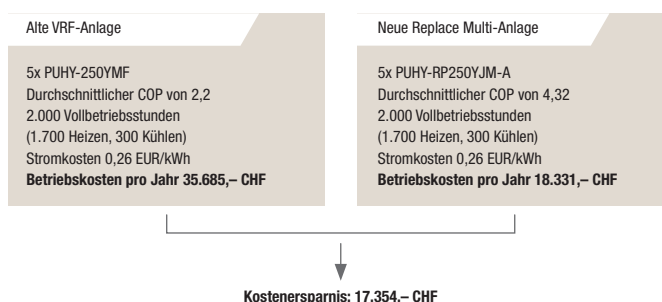 Alte VRF-Anlage
5x PUHY-250YMF
Durchschnittlicher COP von 2,2
2.000 Vollbetriebsstunden
(1.700 Heizen, 300 Kühlen)
Stromkosten 0,26 EUR/kWh
Betriebskosten pro Jahr 35.685,– CHF
Neue Replace Multi-Anlage
5x PUHY-RP250YJM-A
Durchschnittlicher COP von 4,32
2.000 Vollbetriebsstunden
(1.700 Heizen, 300 Kühlen)
Stromkosten 0,26 EUR/kWh
Betriebskosten pro Jahr 18.331,– CHF
Kostenersparnis: 17.354,– CHF